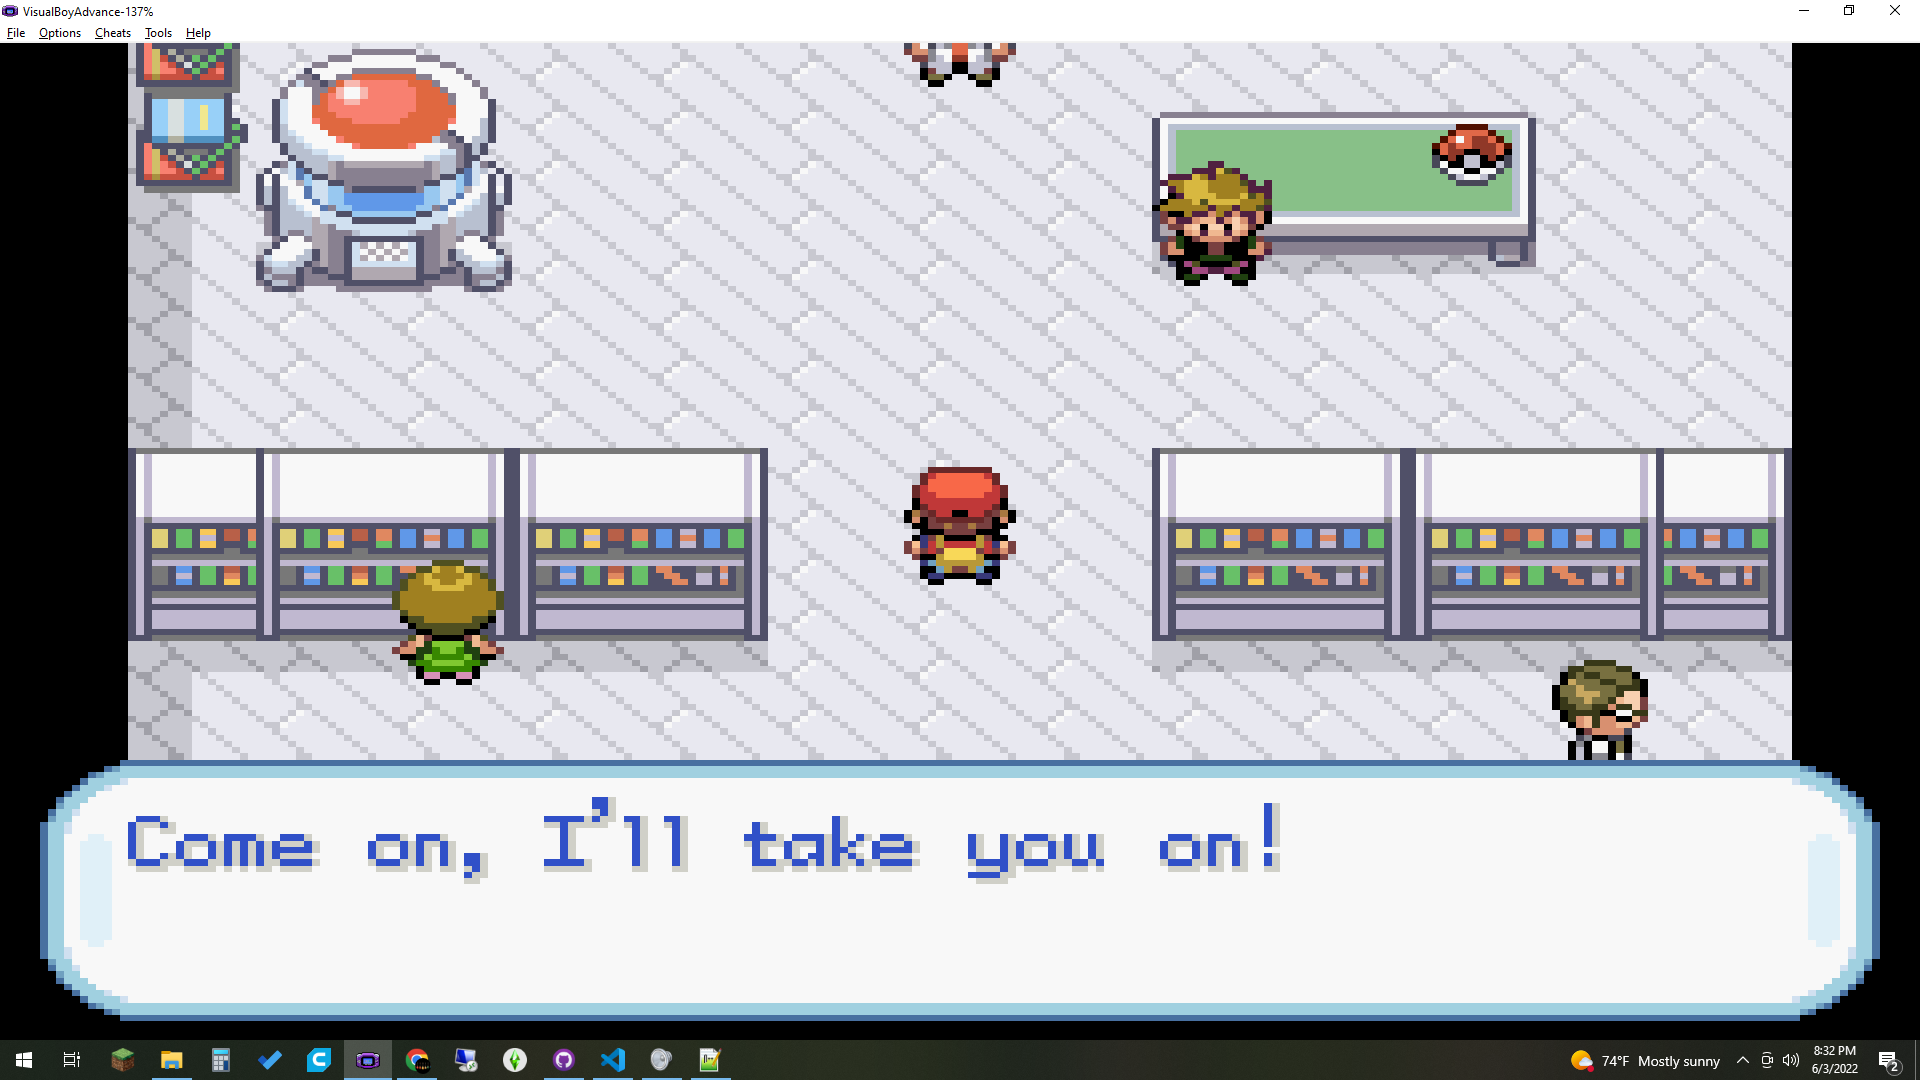 VisualBoyAdvance-137%
File Options Cheats Tools Help
Come on, I'll take you on!
74°F Mostly sunny
8:32 PM
6/3/2022
2